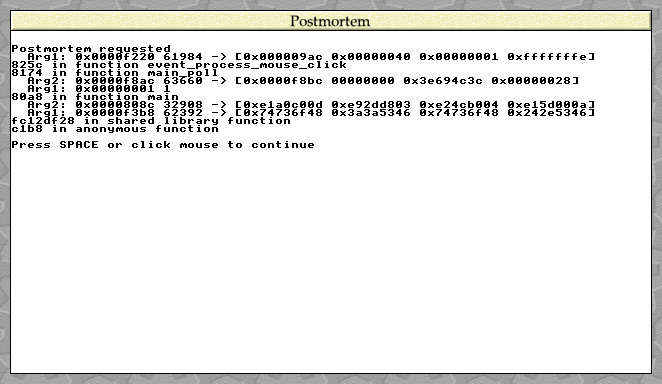 Postmortem
Postmortem requested
Arg1: 0x0000f220 61984 -> [0x000009ac 0x00000040 0x00000001 0xfffffffe]
825c in function event_process_mouse_click
8174 in function main_poll
Arg2: 0x0000f8ac 63660 -> [0x0000f8bc 00000000 0x3e694c3c 0x00000028]
Arg1: 0x00000001 1
80a8 in function main
Arg2: 0x0000808c 32908 -> [0xe1a0c00d 0xe92dd803 0xe24cb004 0xe15d000a]
Arg1: 0x0000f3b8 62392 -> [0x74736f48 0x3a3a5346 0x74736f48 0x242e5346]
fc12df28 in shared library function
c1b8 in anonymous function
Press SPACE or click mouse to continue